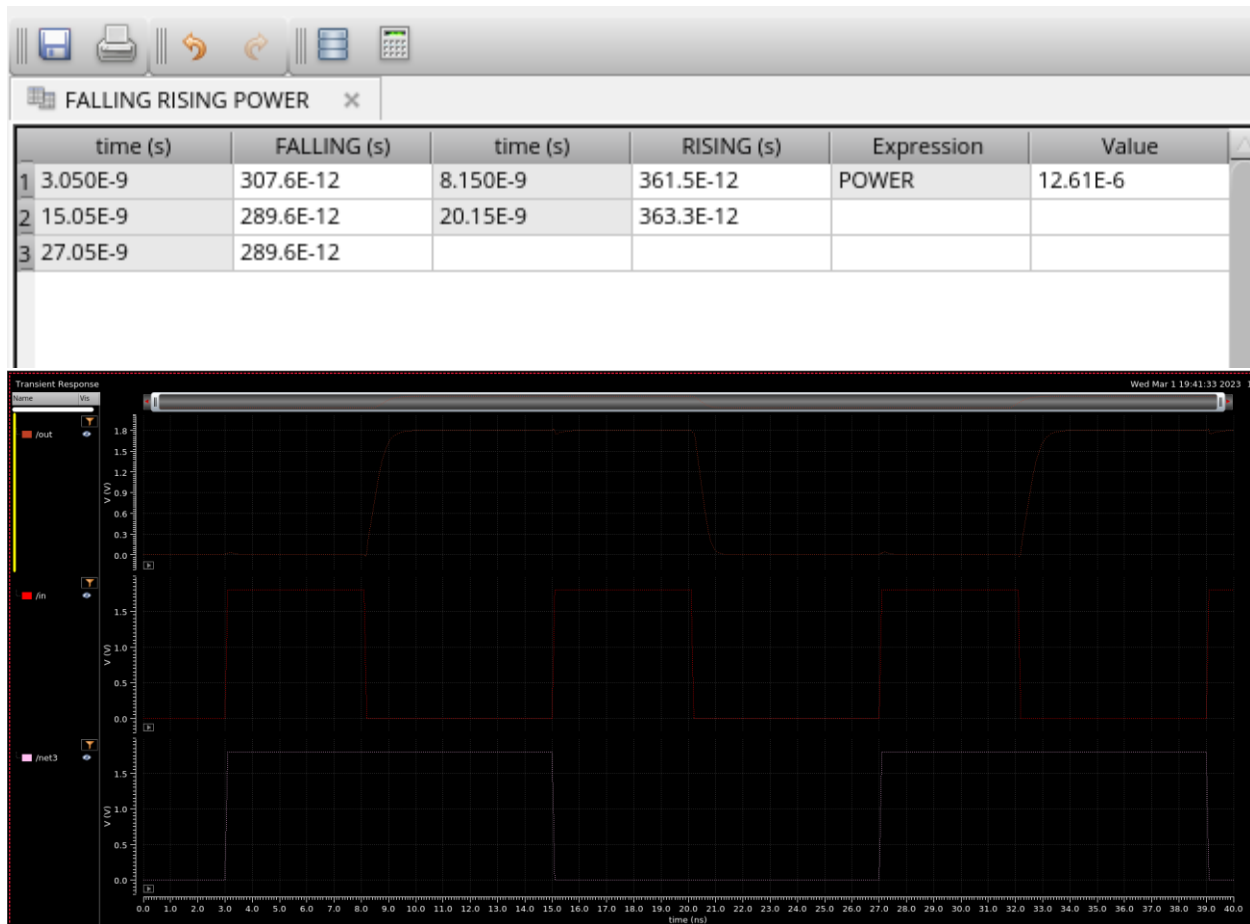 FALLING RISING POWER
time (s) FALLING (s) time (s) RISING (s) Expression Value
1 3.050E-9 307.6E-12 8.150E-9 361.5E-12 POWER 12.61E-6
2 15.05E-9 289.6E-12 20.15E-9 363.3E-12
3 27.05E-9 289.6E-12
Transient Response Wed Mar 1 19:41:33 2023 1
Name Vis
/out
1.8
1.5
1.2
0.9
0.6
0.3
0.0
V (V)
/in
1.5
1.0
0.5
0.0
V (V)
/net3
1.5
1.0
0.5
0.0
V (V)
0.0 1.0 2.0 3.0 4.0 5.0 6.0 7.0 8.0 9.0 10.0 11.0 12.0 13.0 14.0 15.0 16.0 17.0 18.0 19.0 20.0 21.0 22.0 23.0 24.0 25.0 26.0 27.0 28.0 29.0 30.0 31.0 32.0 33.0 34.0 35.0 36.0 37.0 38.0 39.0 40.0
time (ns)